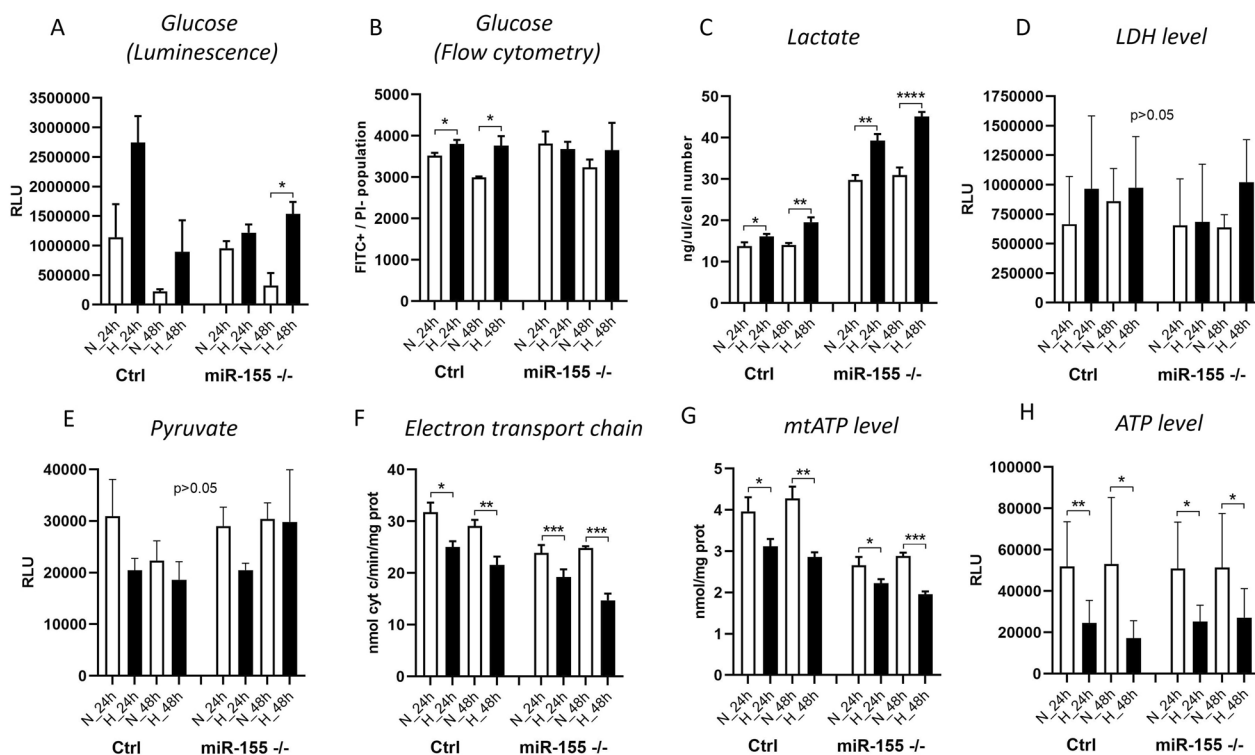 A
Glucose
(Luminescence)
RLU
3500000
3000000
2500000
2000000
1500000
1000000
500000
0
*
N_24h
H_24h
N_48h
H_48h
N_24h
H_24h
N_48h
H_48h
Ctrl
miR-155 -/-
B
Glucose
(Flow cytometry)
FITC+ / PI- population
5000
4000
3000
2000
1000
0
*
*
N_24h
H_24h
N_48h
H_48h
N_24h
H_24h
N_48h
H_48h
Ctrl
miR-155 -/-
C
Lactate
ng/ul/cell number
50
40
30
20
10
0
*
**
**
****
N_24h
H_24h
N_48h
H_48h
N_24h
H_24h
N_48h
H_48h
Ctrl
miR-155 -/-
D
LDH level
RLU
1750000
1500000
1250000
1000000
750000
500000
250000
0
p>0.05
N_24h
H_24h
N_48h
H_48h
N_24h
H_24h
N_48h
H_48h
Ctrl
miR-155 -/-
E
Pyruvate
RLU
40000
30000
20000
10000
0
p>0.05
N_24h
H_24h
N_48h
H_48h
N_24h
H_24h
N_48h
H_48h
Ctrl
miR-155 -/-
F
Electron transport chain
nmol cyt c/min/mg prot
40
30
20
10
0
*
**
***
***
N_24h
H_24h
N_48h
H_48h
N_24h
H_24h
N_48h
H_48h
Ctrl
miR-155 -/-
G
mtATP level
nmol/mg prot
5
4
3
2
1
0
*
**
*
***
N_24h
H_24h
N_48h
H_48h
N_24h
H_24h
N_48h
H_48h
Ctrl
miR-155 -/-
H
ATP level
RLU
100000
80000
60000
40000
20000
0
**
*
*
*
N_24h
H_24h
N_48h
H_48h
N_24h
H_24h
N_48h
H_48h
Ctrl
miR-155 -/-